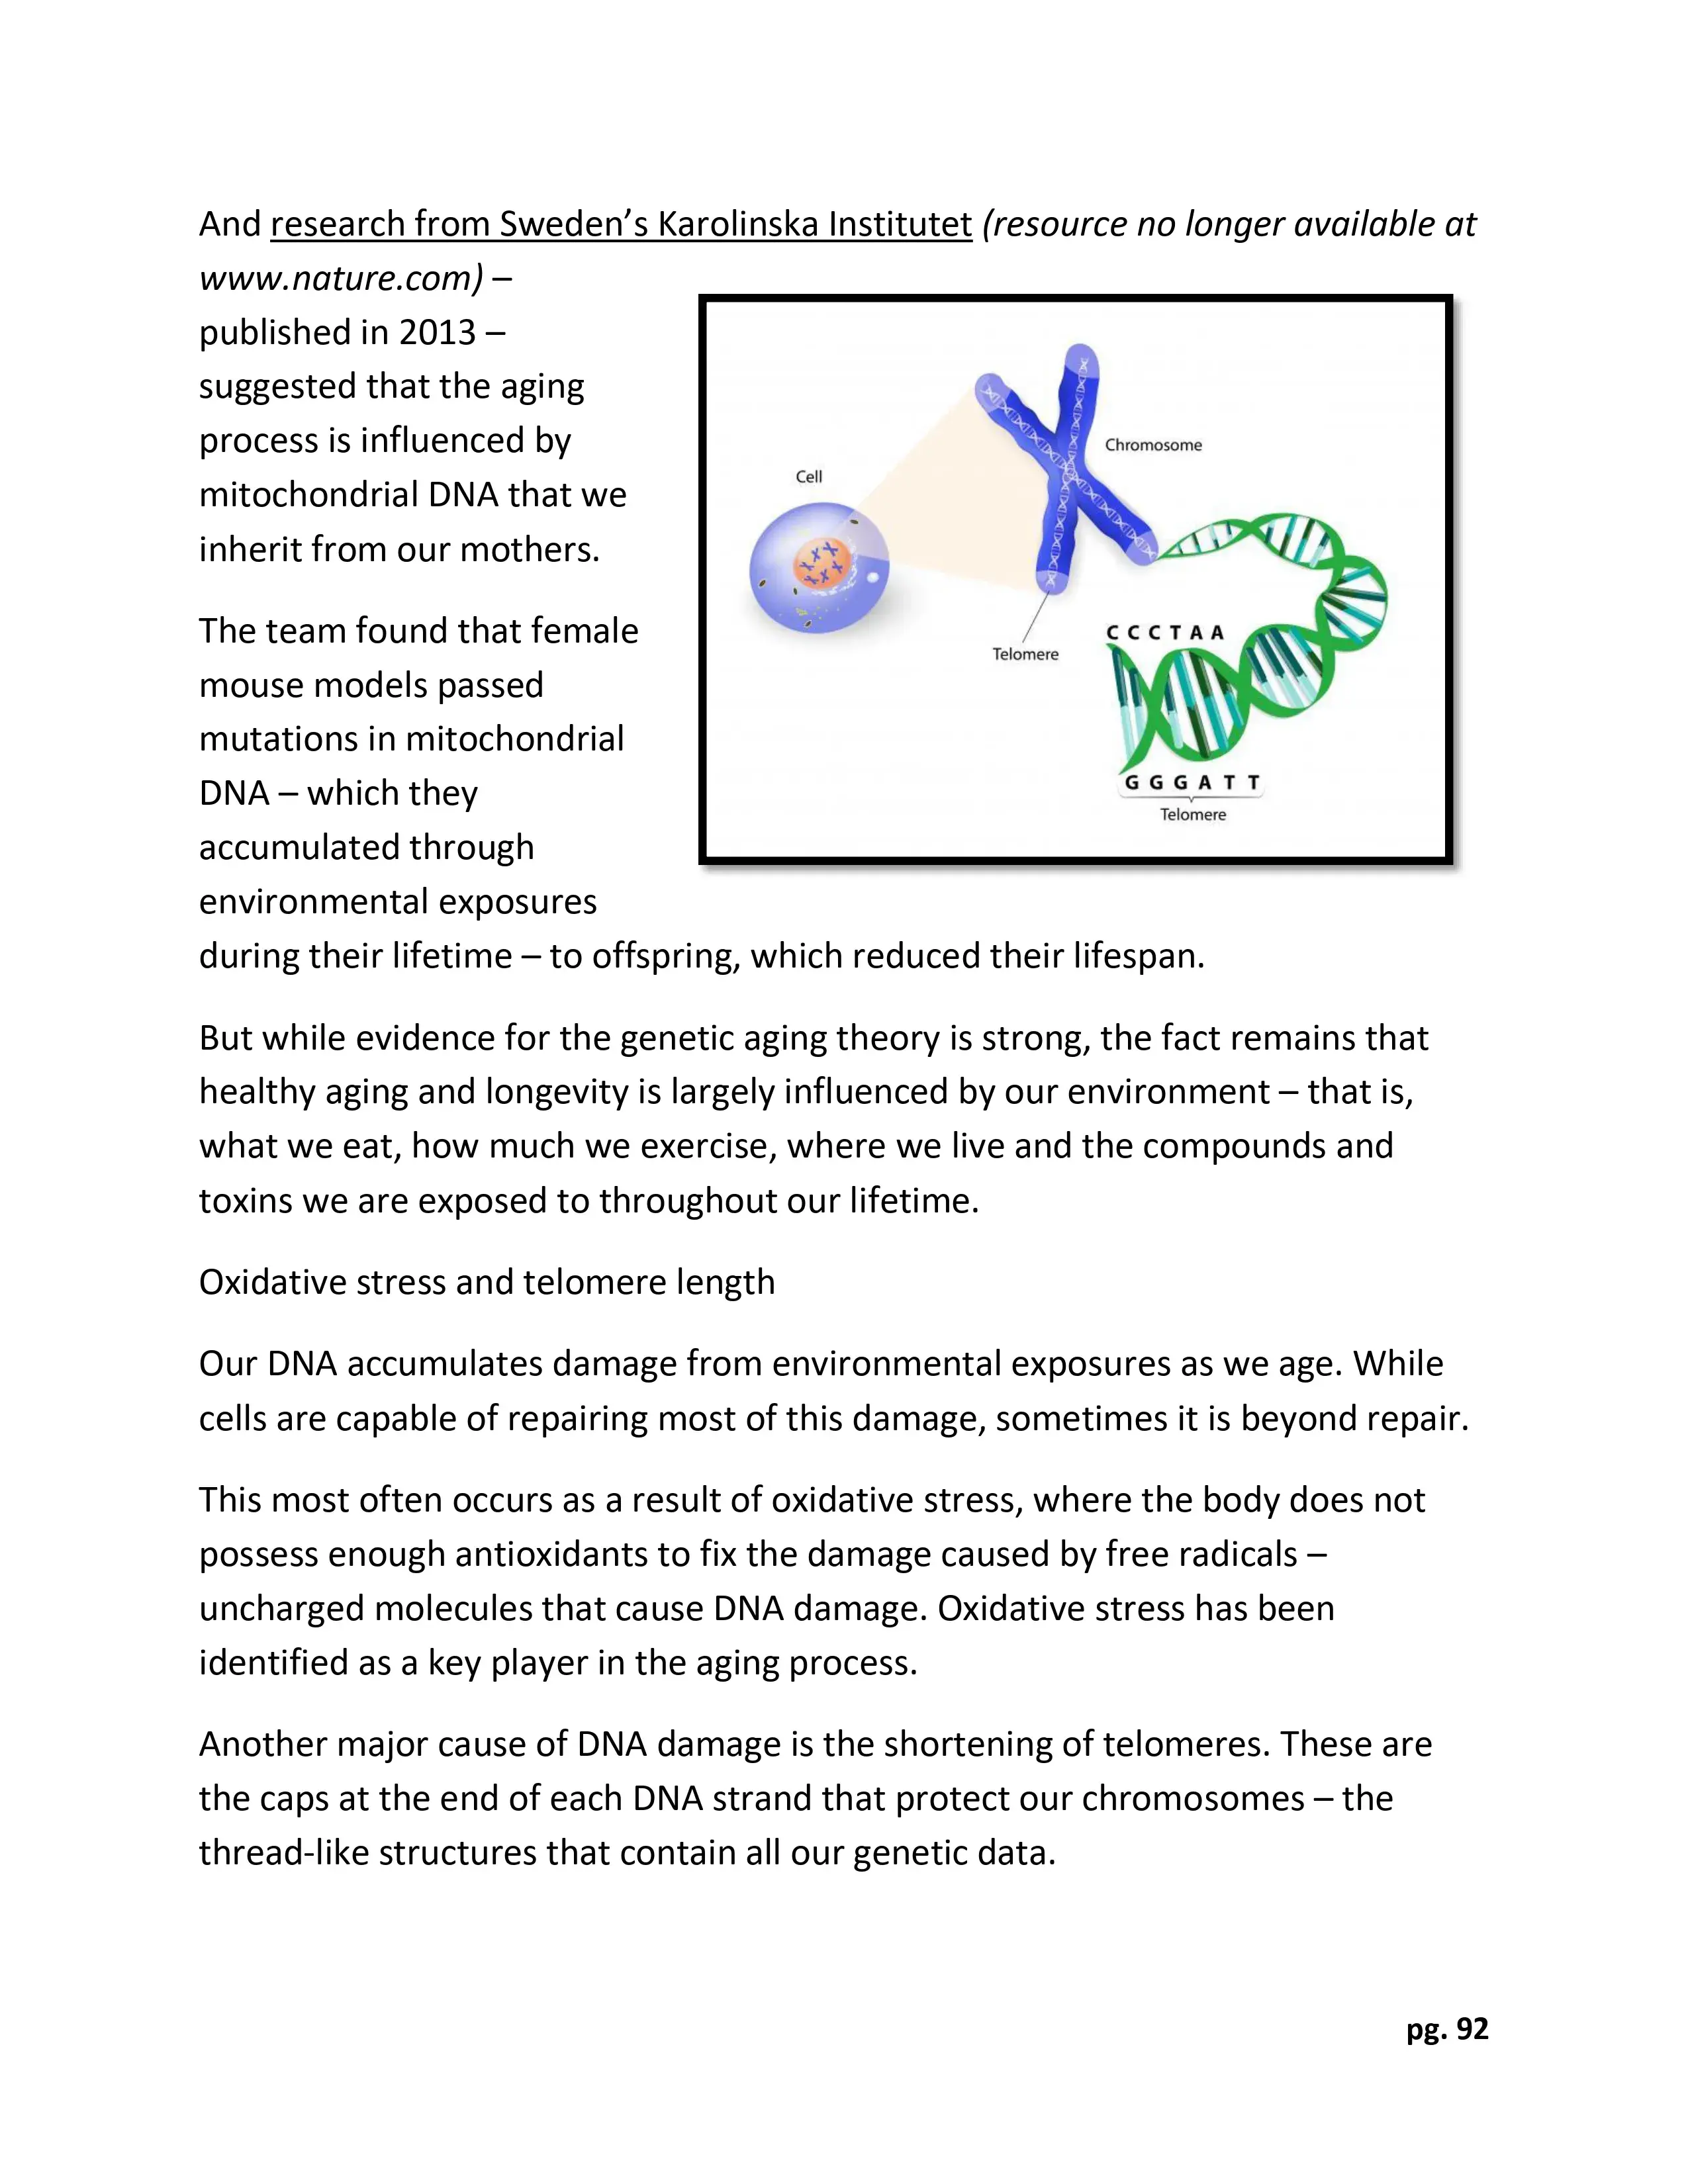 And research from Sweden’s Karolinska Institutet (resource no longer available at
www.nature.com) –
published in 2013 –
suggested that the aging
process is influenced by
mitochondrial DNA that we
inherit from our mothers.
The team found that female
mouse models passed
mutations in mitochondrial
DNA – which they
accumulated through
environmental exposures
during their lifetime – to offspring, which reduced their lifespan.
Cell
Chromosome
Telomere
C C C T A A
G G G A T T
Telomere
But while evidence for the genetic aging theory is strong, the fact remains that
healthy aging and longevity is largely influenced by our environment – that is,
what we eat, how much we exercise, where we live and the compounds and
toxins we are exposed to throughout our lifetime.
Oxidative stress and telomere length
Our DNA accumulates damage from environmental exposures as we age. While
cells are capable of repairing most of this damage, sometimes it is beyond repair.
This most often occurs as a result of oxidative stress, where the body does not
possess enough antioxidants to fix the damage caused by free radicals –
uncharged molecules that cause DNA damage. Oxidative stress has been
identified as a key player in the aging process.
Another major cause of DNA damage is the shortening of telomeres. These are
the caps at the end of each DNA strand that protect our chromosomes – the
thread-like structures that contain all our genetic data.
pg. 92